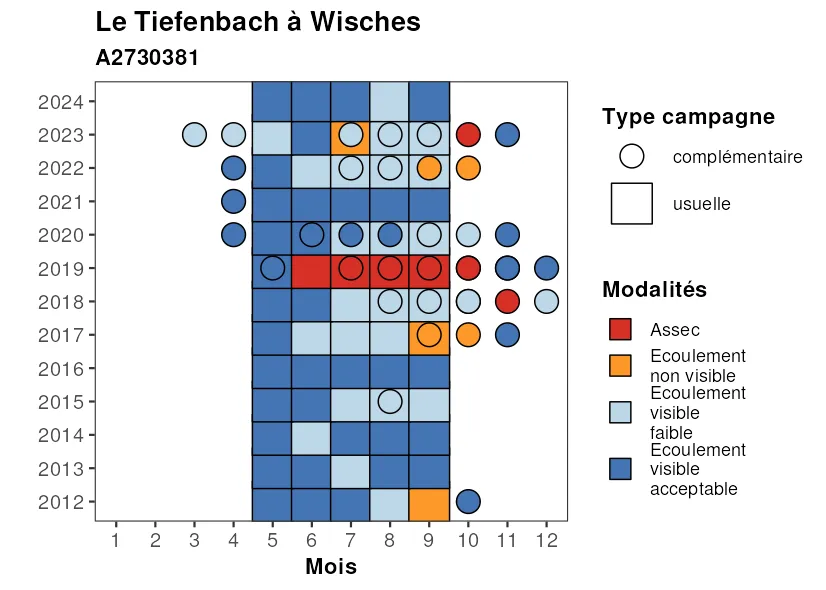 Le Tiefenbach à Wisches
A2730381
2024
2023
2022
2021
2020
2019
2018
2017
2016
2015
2014
2013
2012
1 2 3 4 5 6 7 8 9 10 11 12
Mois
Type campagne
complémentaire
usuelle
Modalités
Assec
Ecoulement
non visible
Ecoulement
visible
faible
Ecoulement
visible
acceptable